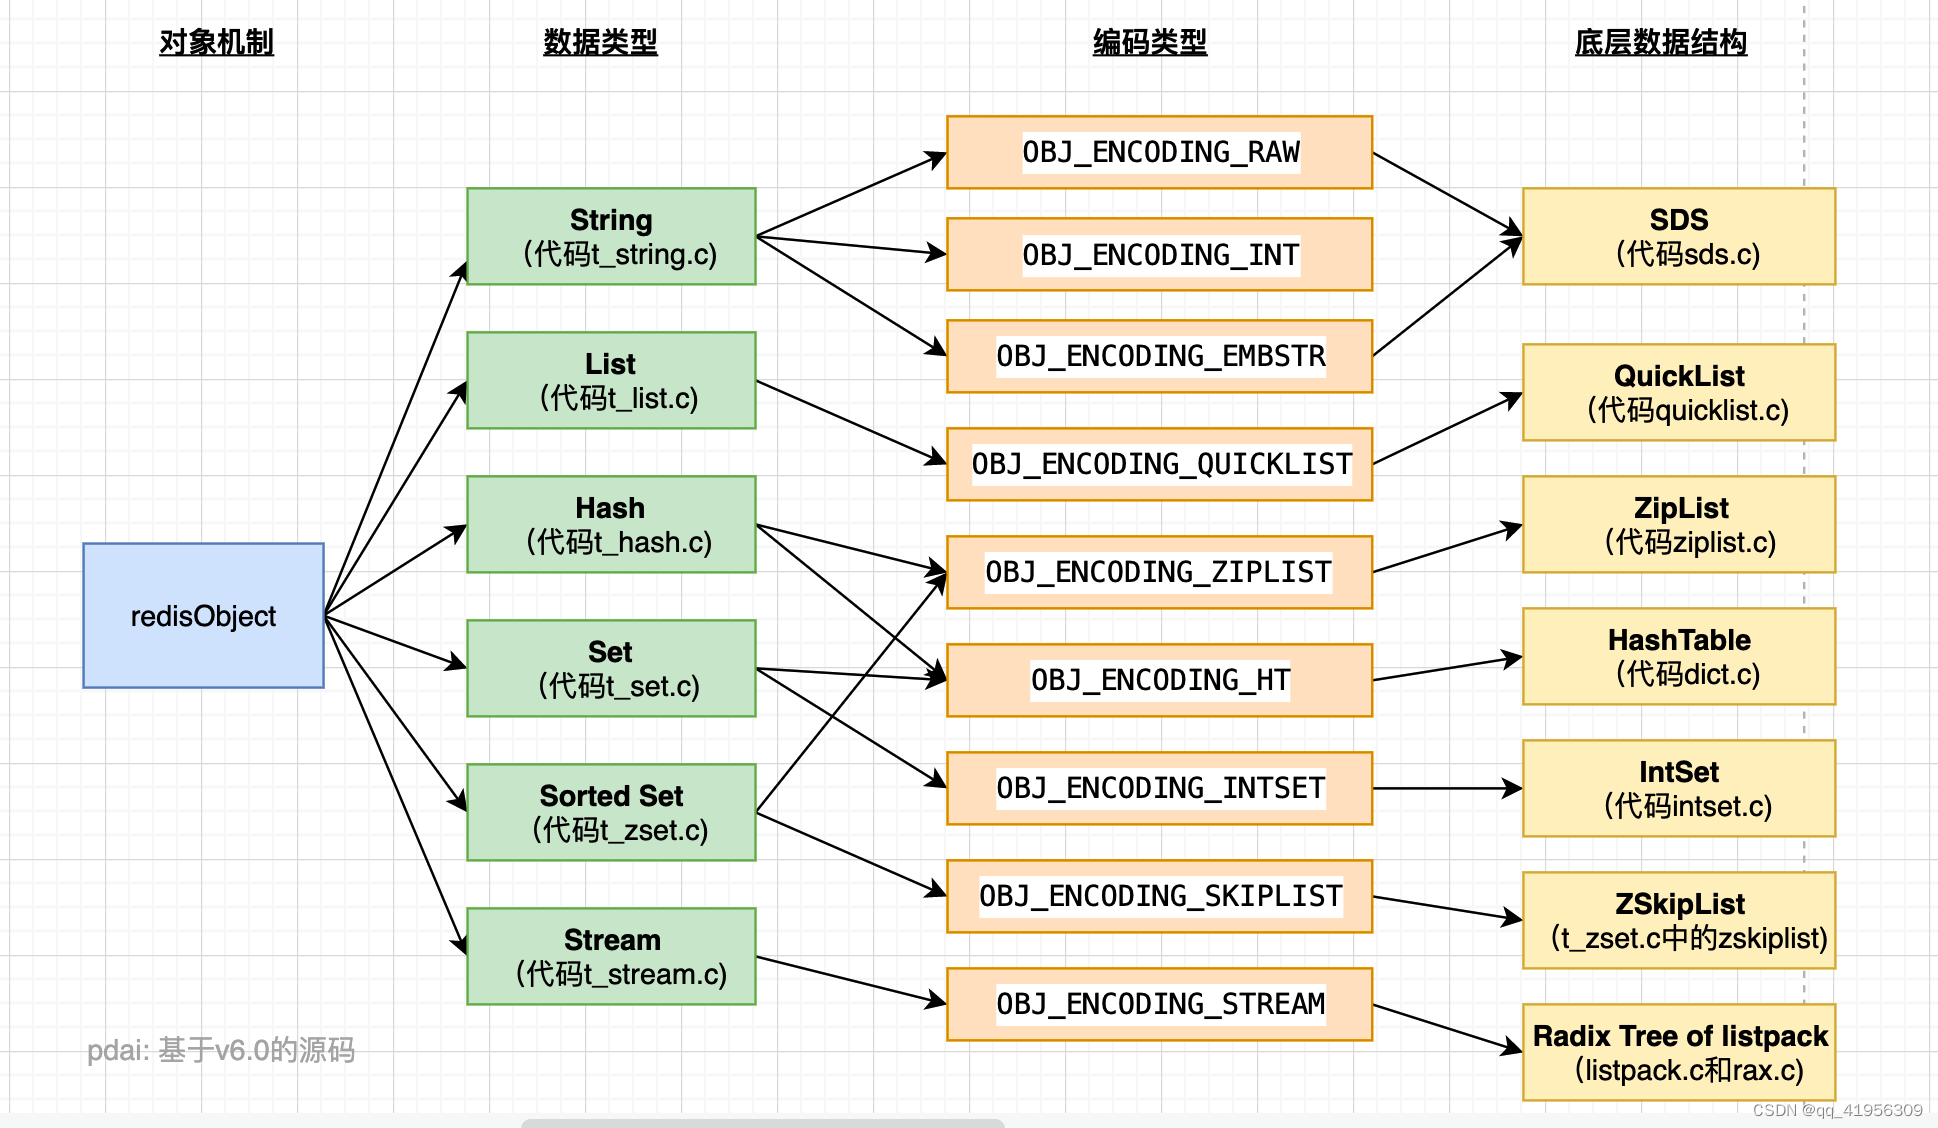 对象机制
数据类型
编码类型
底层数据结构
redisObject
String
(代码t_string.c)
List
(代码t_list.c)
Hash
(代码t_hash.c)
Set
(代码t_set.c)
Sorted Set
(代码t_zset.c)
Stream
(代码t_stream.c)
OBJ_ENCODING_RAW
OBJ_ENCODING_INT
OBJ_ENCODING_EMBSTR
OBJ_ENCODING_QUICKLIST
OBJ_ENCODING_ZIPLIST
OBJ_ENCODING_HT
OBJ_ENCODING_INTSET
OBJ_ENCODING_SKIPLIST
OBJ_ENCODING_STREAM
SDS
(代码sds.c)
QuickList
(代码quicklist.c)
ZipList
(代码ziplist.c)
HashTable
(代码dict.c)
IntSet
(代码intset.c)
ZSkipList
(t_zset.c中的zskiplist)
Radix Tree of listpack
(listpack.c和rax.c)
pdai: 基于v6.0的源码
CSDN @qq_41956309